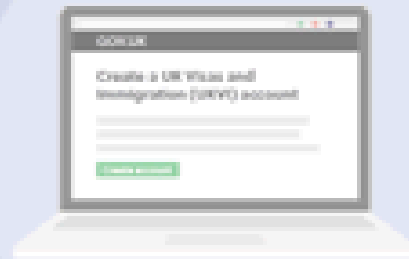 GOV.UK
Create a UK Visas and
Immigration (UKVI) account
Create account